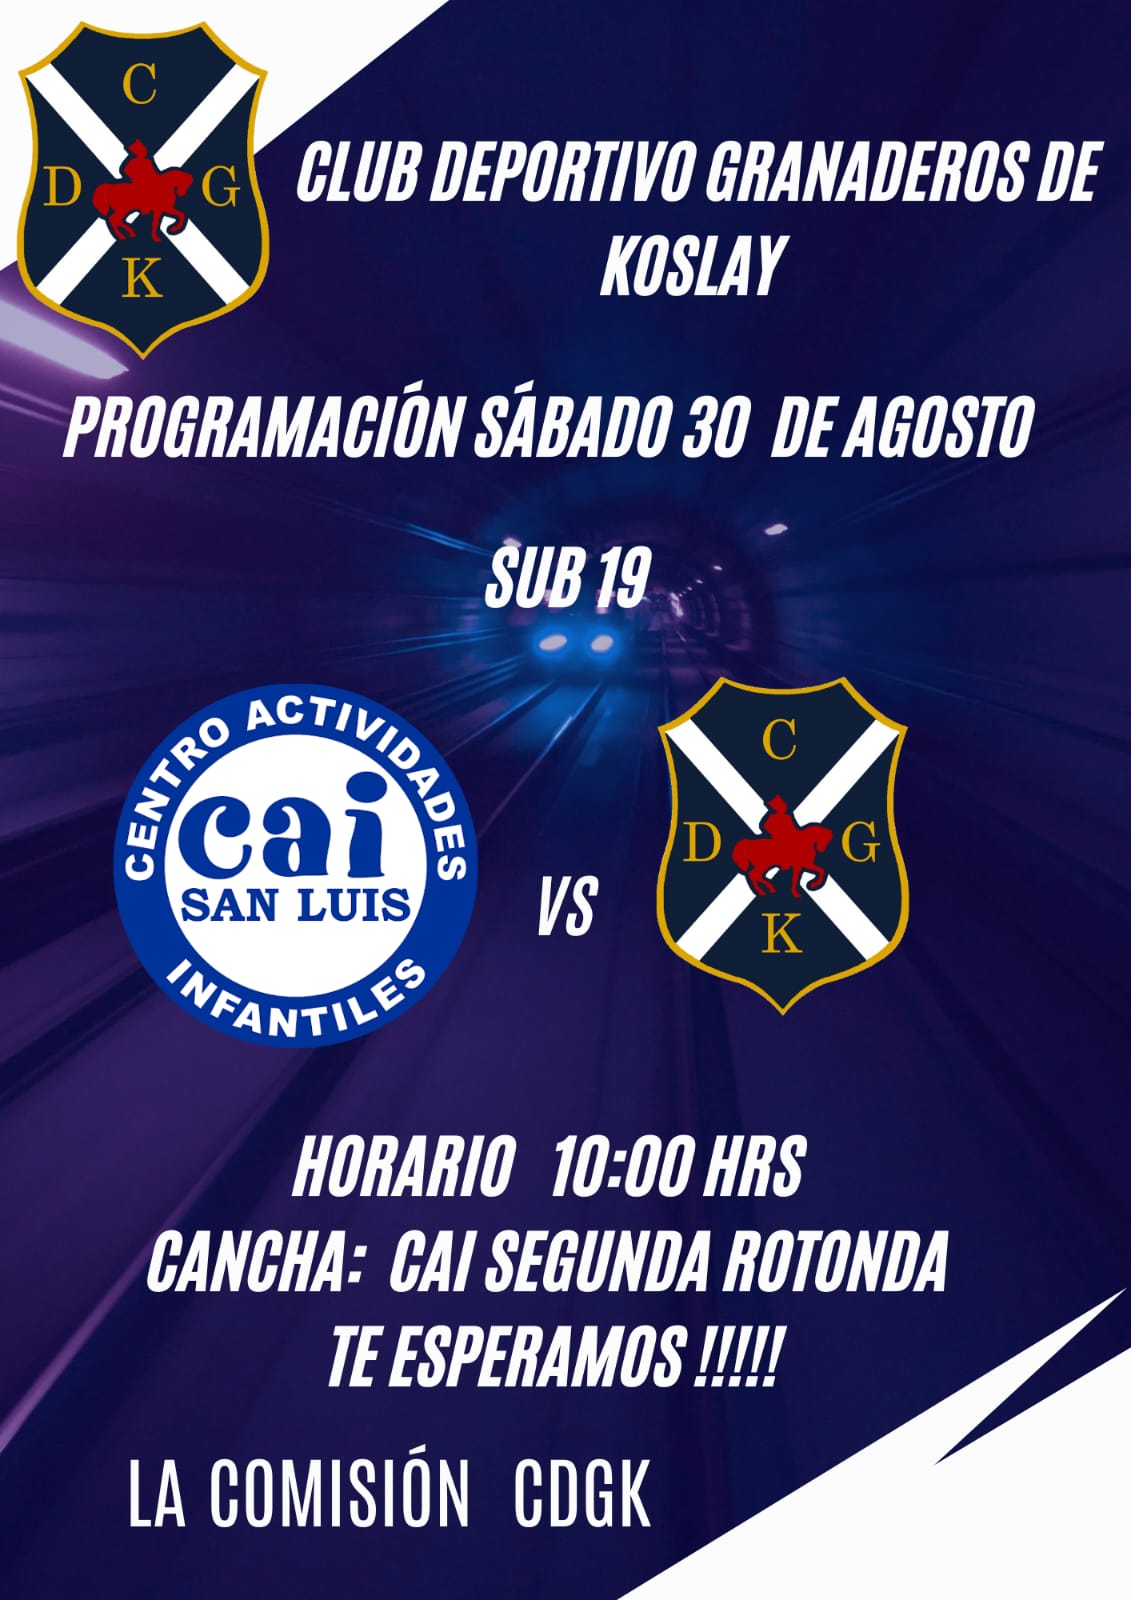 C
D G
K
CLUB DEPORTIVO GRANADEROS DE
KOSLAY
PROGRAMACIÓN SÁBADO 30 DE AGOSTO
SUB 19
CENTRO ACTIVIDADES
cai
SAN LUIS
INFANTILES
VS
C
D G
K
HORARIO 10:00 HRS
CANCHA: CAI SEGUNDA ROTONDA
TE ESPERAMOS !!!!!
LA COMISIÓN CDGK